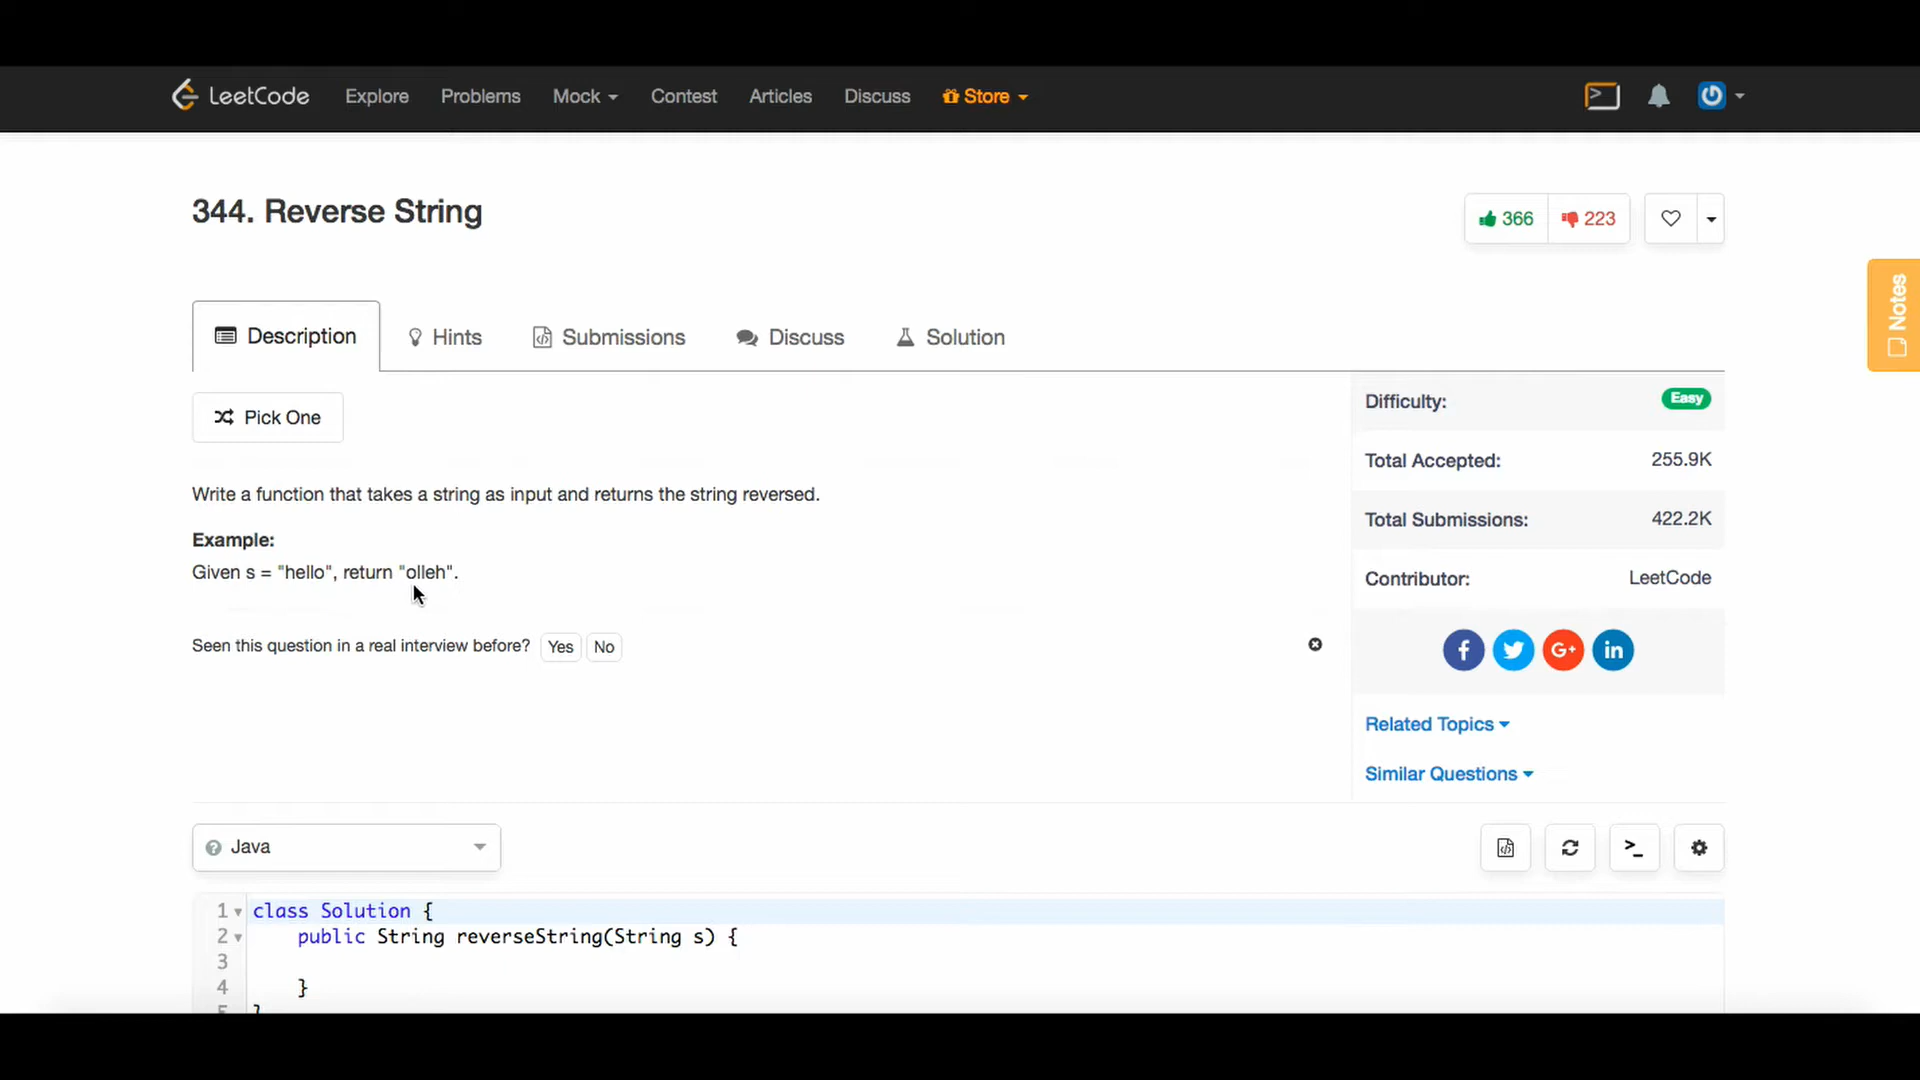 LeetCode Explore Problems Mock Contest Articles Discuss Store
344. Reverse String
366 223
Notes
Description Hints Submissions Discuss Solution
Pick One
Difficulty: Easy
Total Accepted: 255.9K
Write a function that takes a string as input and returns the string reversed.
Total Submissions: 422.2K
Example:
Given s = "hello", return "olleh".
Contributor: LeetCode
Seen this question in a real interview before? Yes No
f G+ in
Related Topics
Similar Questions
? Java >_
1 class Solution {
2 public String reverseString(String s) {
3
4 }
5 }